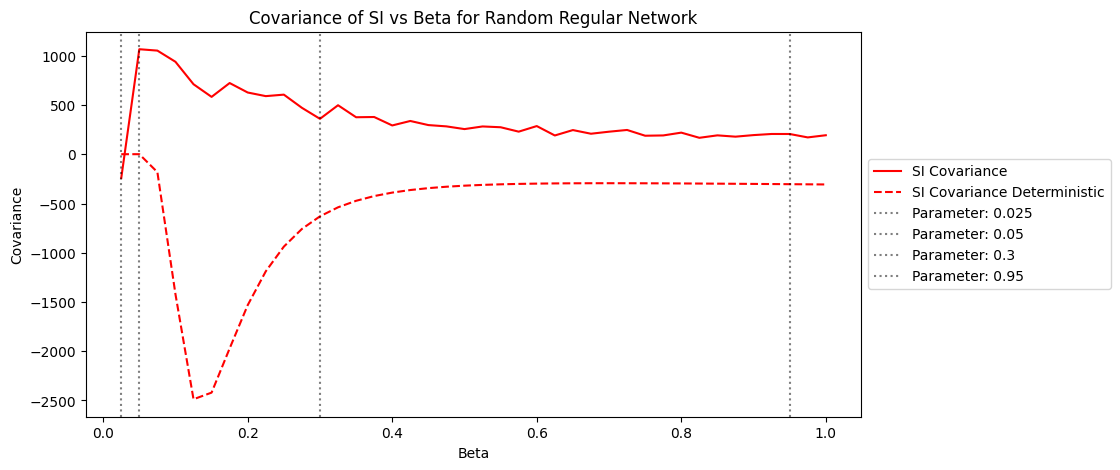 Covariance of SI vs Beta for Random Regular Network
Covariance
1000
500
0
−500
−1000
−1500
−2000
−2500
0.0
0.2
0.4
0.6
0.8
1.0
Beta
SI Covariance
SI Covariance Deterministic
Parameter: 0.025
Parameter: 0.05
Parameter: 0.3
Parameter: 0.95